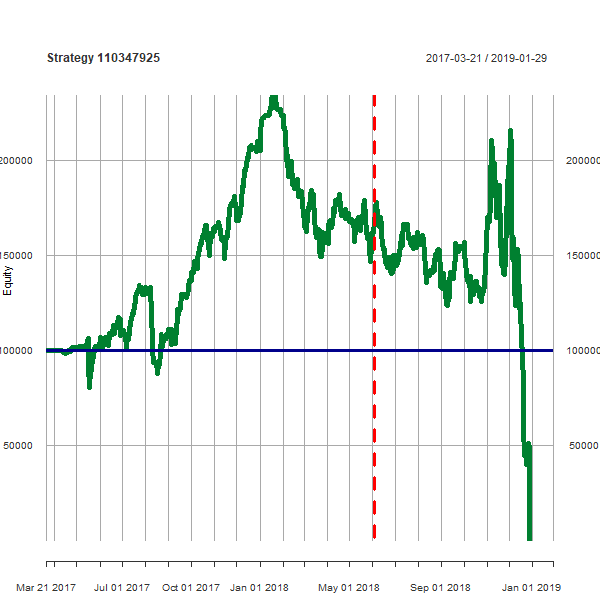 Strategy 110347925
2017-03-21 / 2019-01-29
200000
200000
150000
150000
Equity
100000
100000
50000
50000
Mar 21 2017
Jul 01 2017
Oct 01 2017
Jan 01 2018
May 01 2018
Sep 01 2018
Jan 01 2019